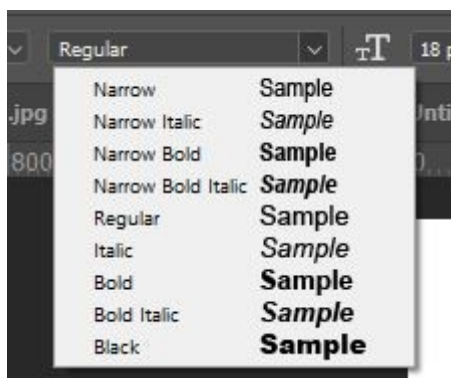 Regular TT 18 p
.jpg
800
Narrow Sample
Narrow Italic Sample
Narrow Bold Sample
Narrow Bold Italic Sample
Regular Sample
Italic Sample
Bold Sample
Bold Italic Sample
Black Sample
Unti
0...